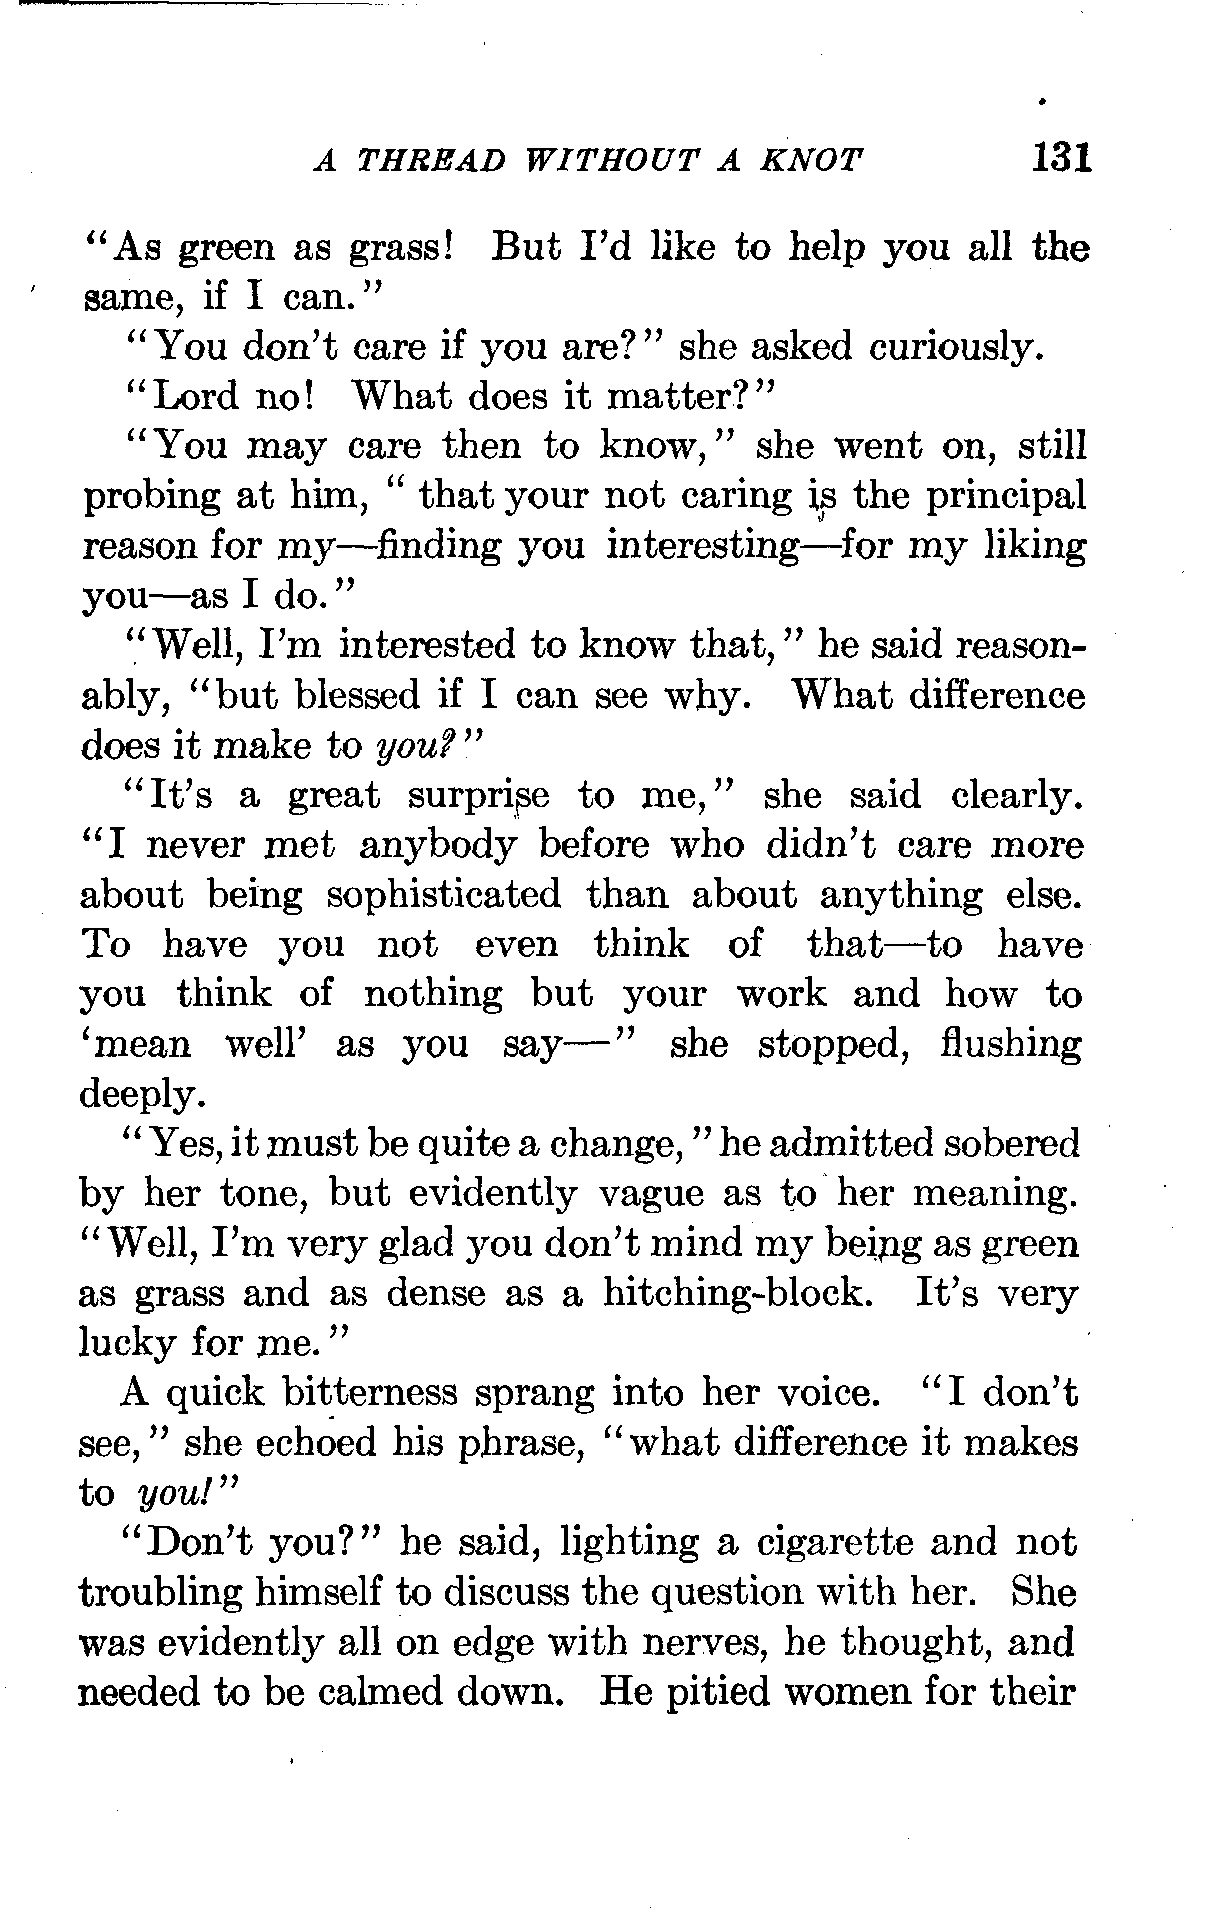 A THREAD WITHOUT A KNOT 131
"As green as grass! But I'd like to help you all the
same, if I can."
"You don't care if you are?" she asked curiously.
"Lord no! What does it matter?"
"You may care then to know," she went on, still
probing at him, "that your not caring is the principal
reason for my—finding you interesting—for my liking
you—as I do."
"Well, I'm interested to know that," he said reason-
ably, "but blessed if I can see why. What difference
does it make to you?"
"It's a great surprise to me," she said clearly.
"I never met anybody before who didn't care more
about being sophisticated than about anything else.
To have you not even think of that—to have
you think of nothing but your work and how to
'mean well' as you say—" she stopped, flushing
deeply.
"Yes, it must be quite a change," he admitted sobered
by her tone, but evidently vague as to her meaning.
"Well, I'm very glad you don't mind my being as green
as grass and as dense as a hitching-block. It's very
lucky for me."
A quick bitterness sprang into her voice. "I don't
see," she echoed his phrase, "what difference it makes
to you!"
"Don't you?" he said, lighting a cigarette and not
troubling himself to discuss the question with her. She
was evidently all on edge with nerves, he thought, and
needed to be calmed down. He pitied women for their